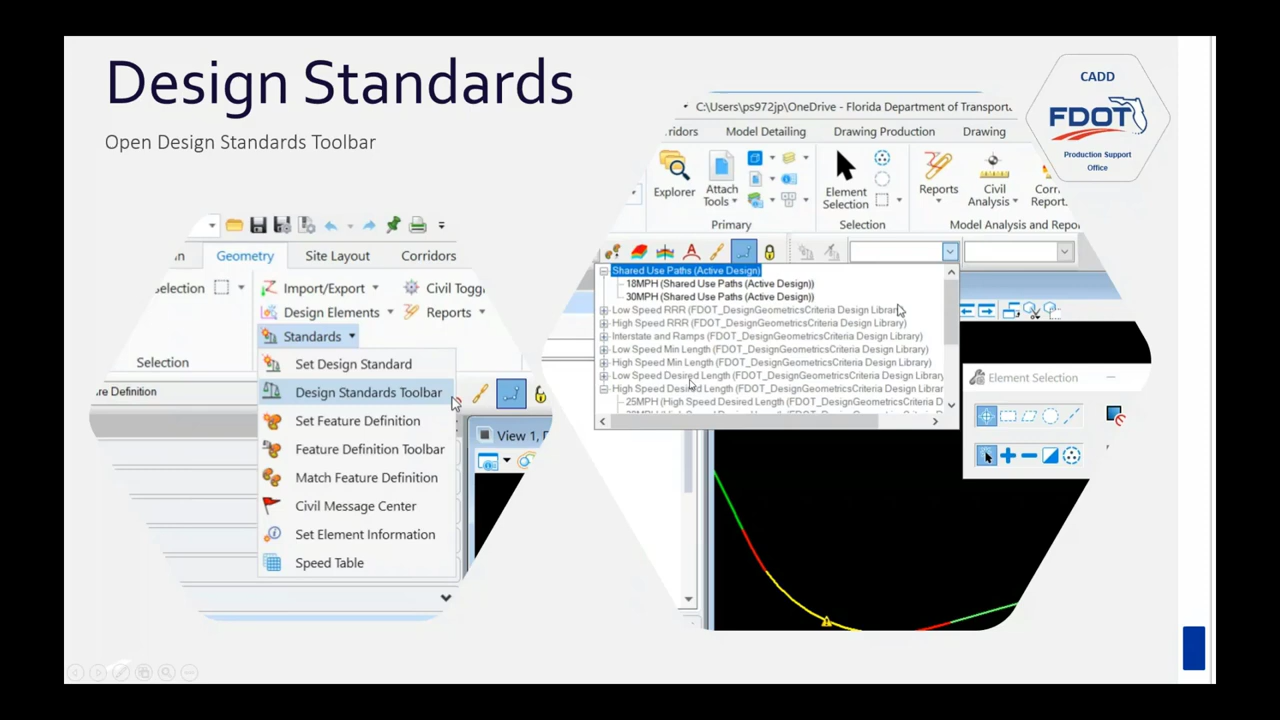 Design Standards
Open Design Standards Toolbar
CADD
FDOT
Production Support
Office
Geometry
Site Layout
Corridors
Import/Export
Civil Togg
Design Elements
Reports
Standards
Selection
Set Design Standard
Design Standards Toolbar
Set Feature Definition
Feature Definition Toolbar
Match Feature Definition
Civil Message Center
Set Element Information
Speed Table
re Definition
View 1, D
C:\Users\ps972jp\OneDrive - Florida Department of Transport
ridors
Model Detailing
Drawing Production
Drawing
Explorer
Attach
Tools
Element
Selection
Reports
Civil
Analysis
Corr
Report
Primary
Selection
Model Analysis and Repor
Shared Use Paths (Active Design)
18MPH (Shared Use Paths (Active Design))
30MPH (Shared Use Paths (Active Design))
Low Speed RRR (FDOT_DesignGeometricsCriteria Design Library)
High Speed RRR (FDOT_DesignGeometricsCriteria Design Library)
Interstate and Ramps (FDOT_DesignGeometricsCriteria Design Library)
Low Speed Min Length (FDOT_DesignGeometricsCriteria Design Library)
High Speed Min Length (FDOT_DesignGeometricsCriteria Design Library)
Low Speed Desired Length (FDOT_DesignGeometricsCriteria Design Library
High Speed Desired Length (FDOT_DesignGeometricsCriteria Design Librar
25MPH (High Speed Desired Length (FDOT_DesignGeometricsCriteria D
Element Selection